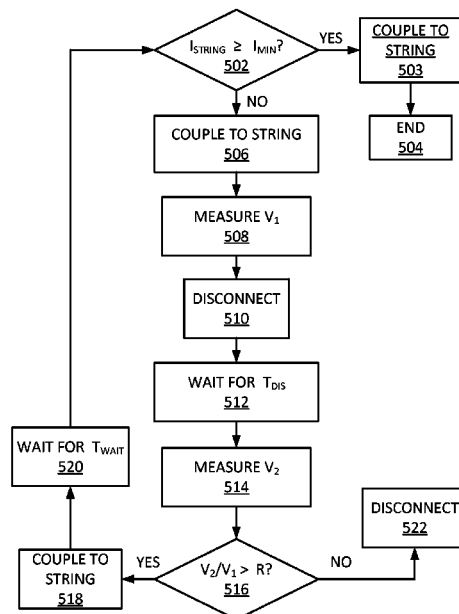 I_STRING ≥ I_MIN?
502
YES
COUPLE TO
STRING
503
NO
END
504
COUPLE TO STRING
506
MEASURE V₁
508
DISCONNECT
510
WAIT FOR T_DIS
512
WAIT FOR T_WAIT
520
MEASURE V₂
514
DISCONNECT
522
COUPLE TO
STRING
518
YES
V₂/V₁ > R?
516
NO